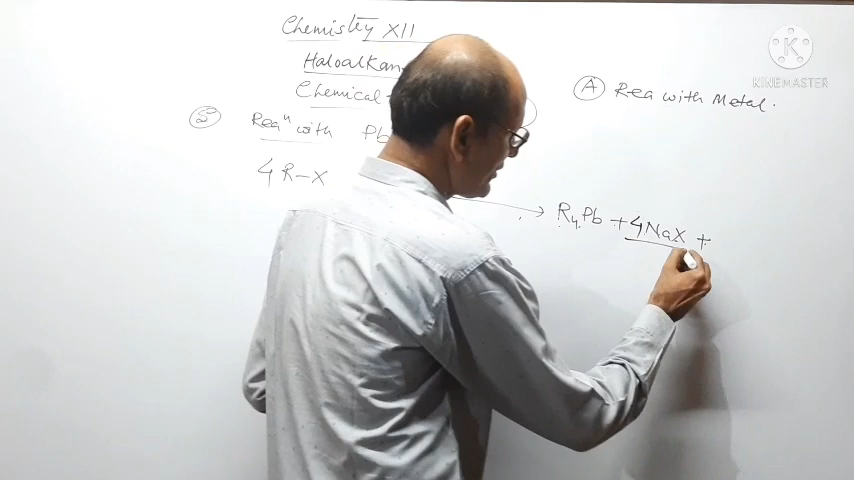 Chemistry XII
Haloalkan
Chemical
(A) Rea with Metal.
5 Reaⁿ with Pb
4 R-X → R₄Pb + 4NaX +
K
KINEMASTER